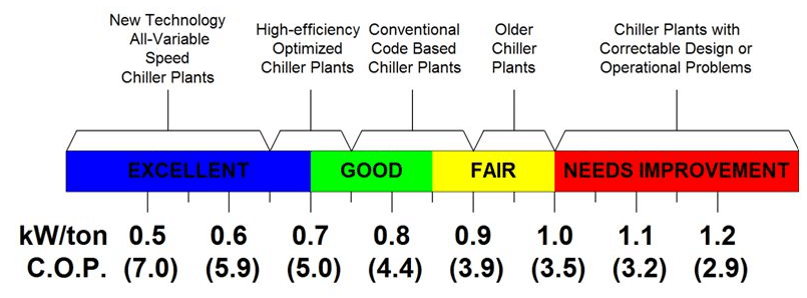 New Technology
All-Variable
Speed
Chiller Plants
High-efficiency
Optimized
Chiller Plants
Conventional
Code Based
Chiller Plants
Older
Chiller
Plants
Chiller Plants with
Correctable Design or
Operational Problems
EXCELLENT GOOD FAIR NEEDS IMPROVEMENT
kW/ton 0.5 0.6 0.7 0.8 0.9 1.0 1.1 1.2
C.O.P. (7.0) (5.9) (5.0) (4.4) (3.9) (3.5) (3.2) (2.9)